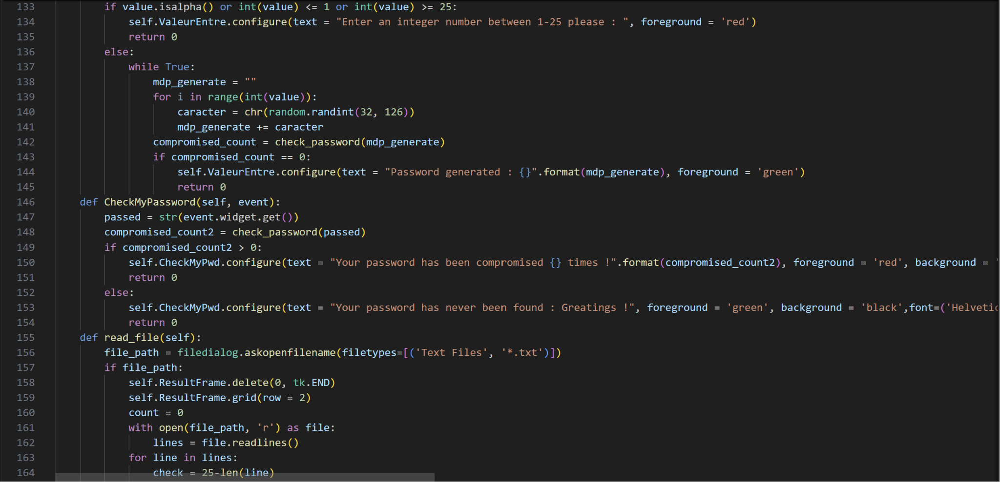 133 if value.isalpha() or int(value) <= 1 or int(value) >= 25:
134 self.ValeurEntre.configure(text = "Enter an integer number between 1-25 please : ", foreground = 'red')
135 return 0
136 else:
137 while True:
138 mdp_generate = ""
139 for i in range(int(value)):
140 caracter = chr(random.randint(32, 126))
141 mdp_generate += caracter
142 compromised_count = check_password(mdp_generate)
143 if compromised_count == 0:
144 self.ValeurEntre.configure(text = "Password generated : {}".format(mdp_generate), foreground = 'green')
145 return 0
146 def CheckMyPassword(self, event):
147 passed = str(event.widget.get())
148 compromised_count2 = check_password(passed)
149 if compromised_count2 > 0:
150 self.CheckMyPwd.configure(text = "Your password has been compromised {} times !".format(compromised_count2), foreground = 'red', background = '
151 return 0
152 else:
153 self.CheckMyPwd.configure(text = "Your password has never been found : Greatings !", foreground = 'green', background = 'black',font=('Helvetic
154 return 0
155 def read_file(self):
156 file_path = filedialog.askopenfilename(filetypes=[('Text Files', '*.txt')])
157 if file_path:
158 self.ResultFrame.delete(0, tk.END)
159 self.ResultFrame.grid(row = 2)
160 count = 0
161 with open(file_path, 'r') as file:
162 lines = file.readlines()
163 for line in lines:
164 check = 25-len(line)